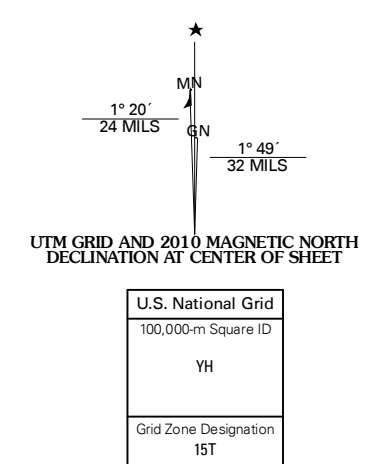 MN
1° 20´
24 MILS
GN
1° 49´
32 MILS
UTM GRID AND 2010 MAGNETIC NORTH
DECLINATION AT CENTER OF SHEET
U.S. National Grid
100,000-m Square ID
YH
Grid Zone Designation
15T